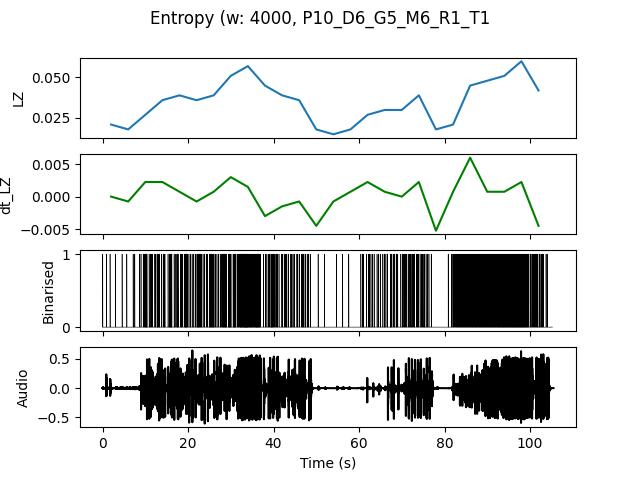 Entropy (w: 4000, P10_D6_G5_M6_R1_T1
0.050
0.025
LZ
0.005
0.000
−0.005
dt_LZ
1
0
Binarised
0.5
0.0
−0.5
Audio
0 20 40 60 80 100
Time (s)